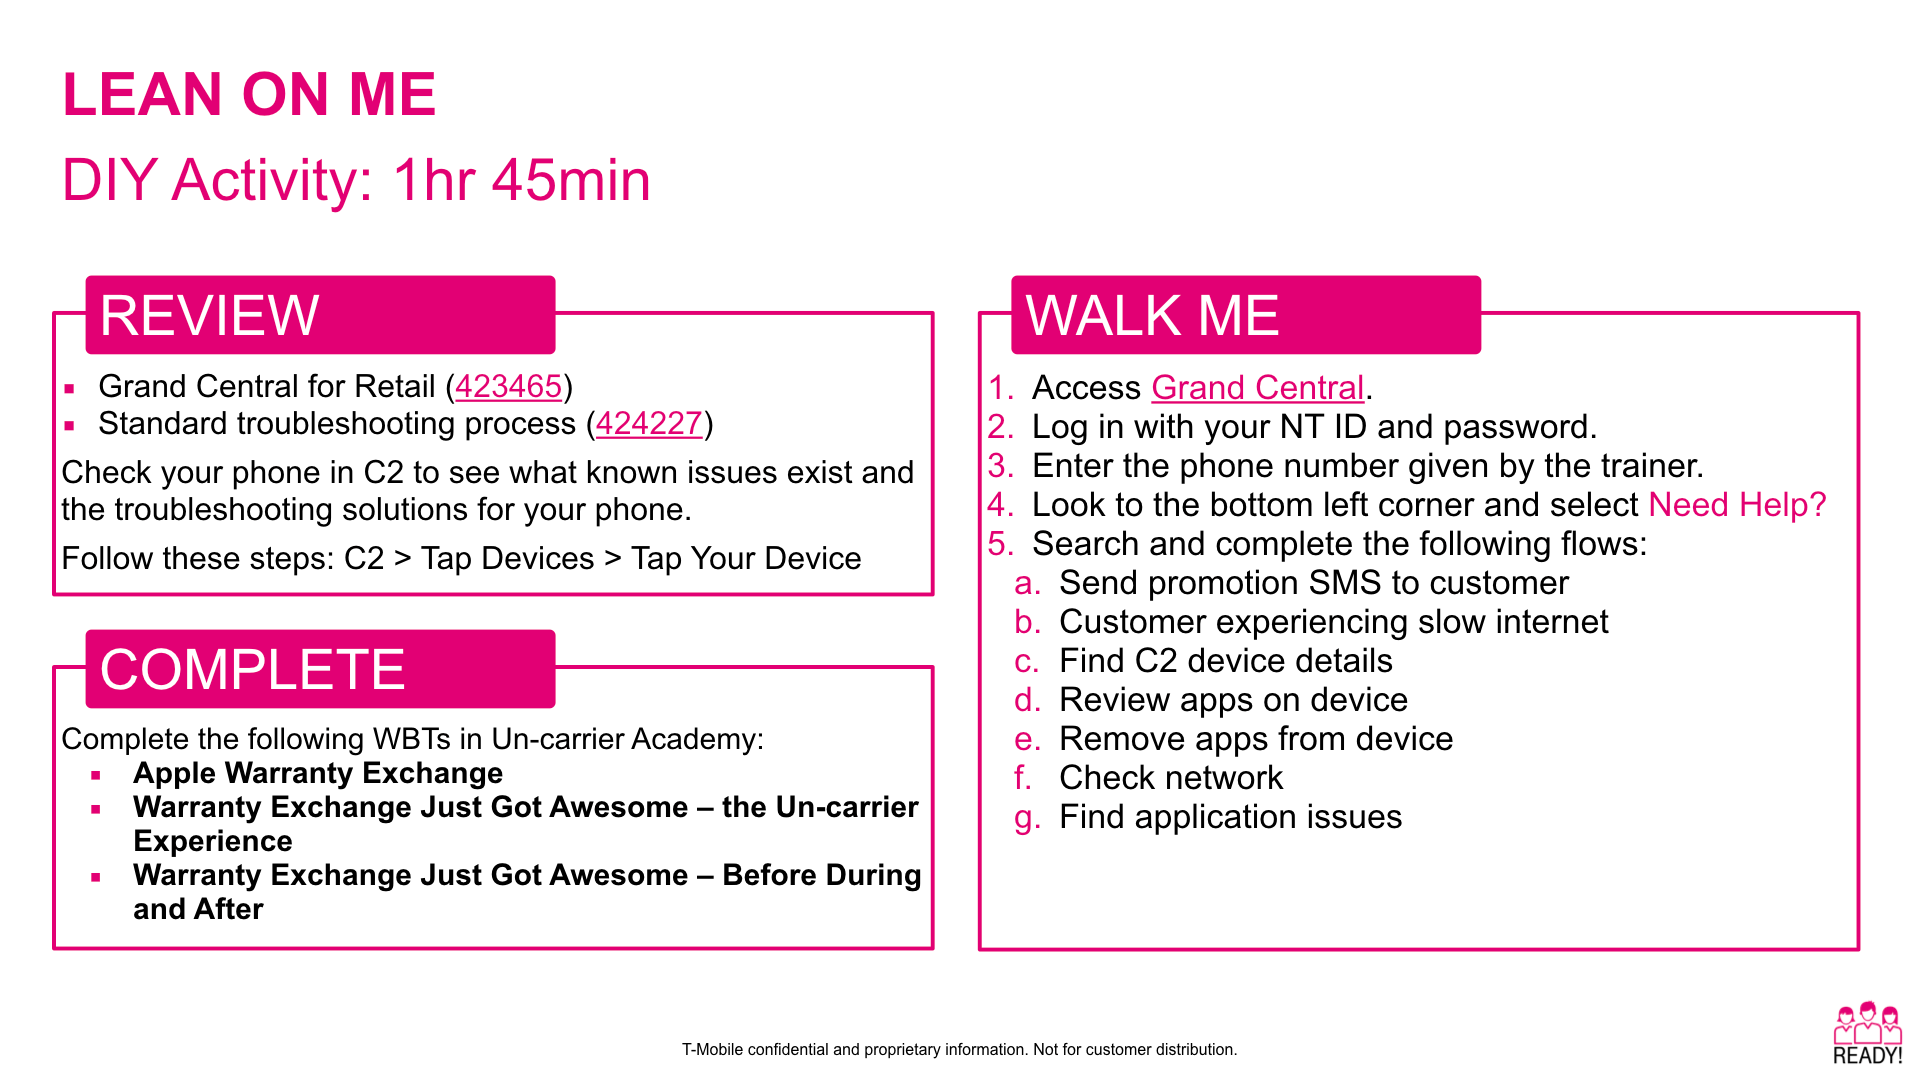 LEAN ON ME
DIY Activity: 1hr 45min
REVIEW
▪ Grand Central for Retail (423465)
▪ Standard troubleshooting process (424227)
Check your phone in C2 to see what known issues exist and
the troubleshooting solutions for your phone.
Follow these steps: C2 > Tap Devices > Tap Your Device
COMPLETE
Complete the following WBTs in Un-carrier Academy:
▪ Apple Warranty Exchange
▪ Warranty Exchange Just Got Awesome – the Un-carrier
Experience
▪ Warranty Exchange Just Got Awesome – Before During
and After
WALK ME
1. Access Grand Central.
2. Log in with your NT ID and password.
3. Enter the phone number given by the trainer.
4. Look to the bottom left corner and select Need Help?
5. Search and complete the following flows:
a. Send promotion SMS to customer
b. Customer experiencing slow internet
c. Find C2 device details
d. Review apps on device
e. Remove apps from device
f. Check network
g. Find application issues
T-Mobile confidential and proprietary information. Not for customer distribution.
READY!